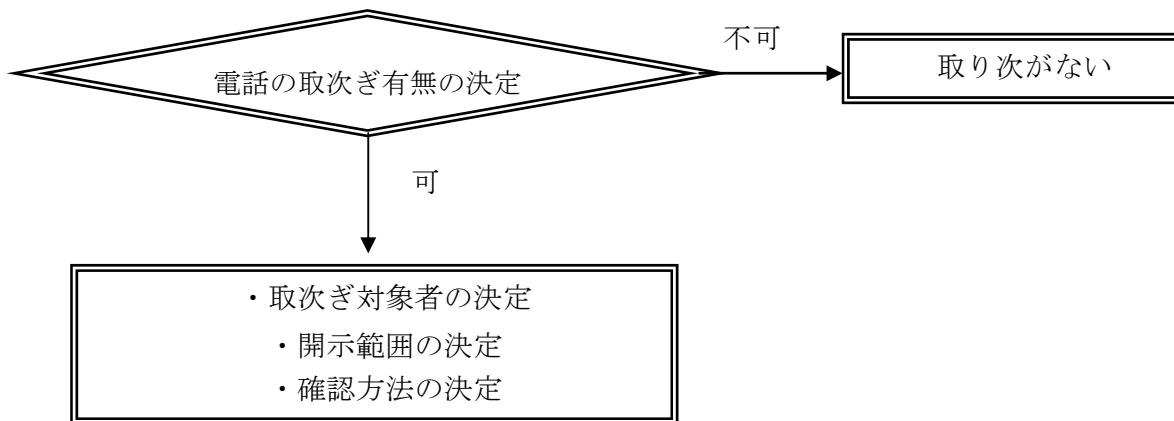 不可
取り次がない
電話の取次ぎ有無の決定
可
・取次ぎ対象者の決定
・開示範囲の決定
・確認方法の決定